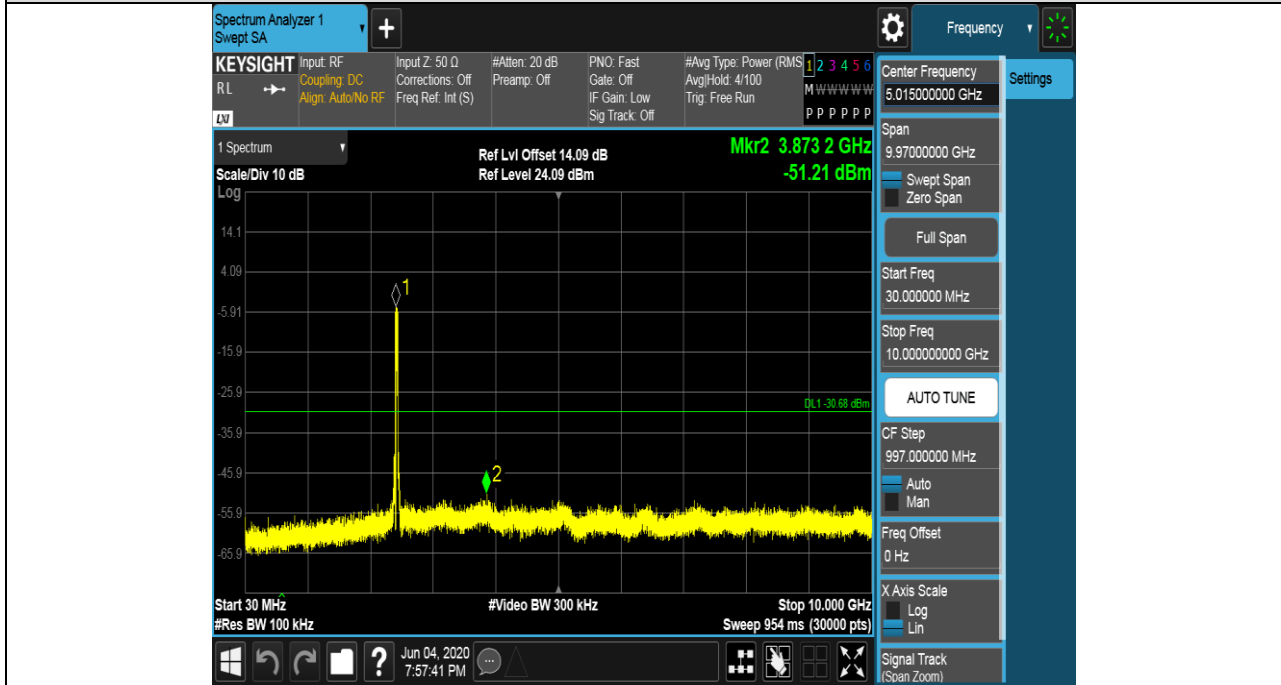 Spectrum Analyzer 1
Swept SA
Frequency
KEYSIGHT
RL
LXI
Input: RF
Coupling: DC
Align: Auto/No RF
Input Z: 50 Ω
Corrections: Off
Freq Ref: Int (S)
#Atten: 20 dB
Preamp: Off
PNO: Fast
Gate: Off
IF Gain: Low
Sig Track: Off
#Avg Type: Power (RMS
Avg|Hold: 4/100
Trig: Free Run
1 2 3 4 5 6
M W W W W W
P P P P P P
1 Spectrum
Scale/Div 10 dB
Ref Lvl Offset 14.09 dB
Ref Level 24.09 dBm
Mkr2 3.873 2 GHz
-51.21 dBm
Log
14.1
4.09
-5.91
-15.9
-25.9
-35.9
-45.9
-55.9
-65.9
1
2
DL1 -30.68 dBm
Start 30 MHz
#Res BW 100 kHz
#Video BW 300 kHz
Stop 10.000 GHz
Sweep 954 ms (30000 pts)
Jun 04, 2020
7:57:41 PM
Center Frequency
5.015000000 GHz
Span
9.97000000 GHz
Swept Span
Zero Span
Full Span
Start Freq
30.000000 MHz
Stop Freq
10.000000000 GHz
AUTO TUNE
CF Step
997.000000 MHz
Auto
Man
Freq Offset
0 Hz
X Axis Scale
Log
Lin
Signal Track
(Span Zoom)
Settings